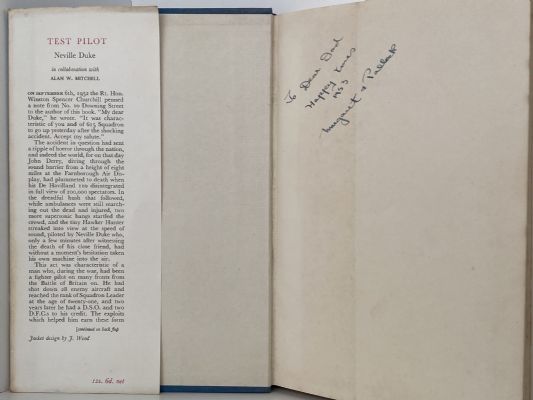 TEST PILOT
Neville Duke
in collaboration with
ALAN W. MITCHELL
ON SEPTEMBER 6th, 1952 the Rt. Hon.
Winston Spencer Churchill penned
a note from No. 10 Downing Street
to the author of this book. "My dear
Duke," he wrote. "It was charac-
teristic of you and of 615 Squadron
to go up yesterday after the shocking
accident. Accept my salute."
The accident in question had sent
a ripple of horror through the nation,
and indeed the world, for on that day
John Derry, diving through the
sound barrier from a height of eight
miles at the Farnborough Air Dis-
play, had plummeted to death when
his De Havilland 110 disintegrated
in full view of 100,000 spectators. In
the dreadful hush that followed,
while ambulances were still search-
ing out the dead and injured, two
more supersonic bangs startled the
crowd, and the tiny Hawker Hunter
streaked into view at the speed of
sound, piloted by Neville Duke who,
only a few minutes after witnessing
the death of his close friend, had
without a moment's hesitation taken
his own machine into the air.
This act was characteristic of a
man who, during the war, had been
a fighter pilot on many fronts from
the Battle of Britain on. He had
shot down 28 enemy aircraft and
reached the rank of Squadron Leader
at the age of twenty-one, and two
years later he had a D.S.O. and two
D.F.C.s to his credit. The exploits
which helped him earn these form
[continued on back flap
Jacket design by J. Wood
12s. 6d. net
To Dear Dad
Happy Times
1953
Margaret &